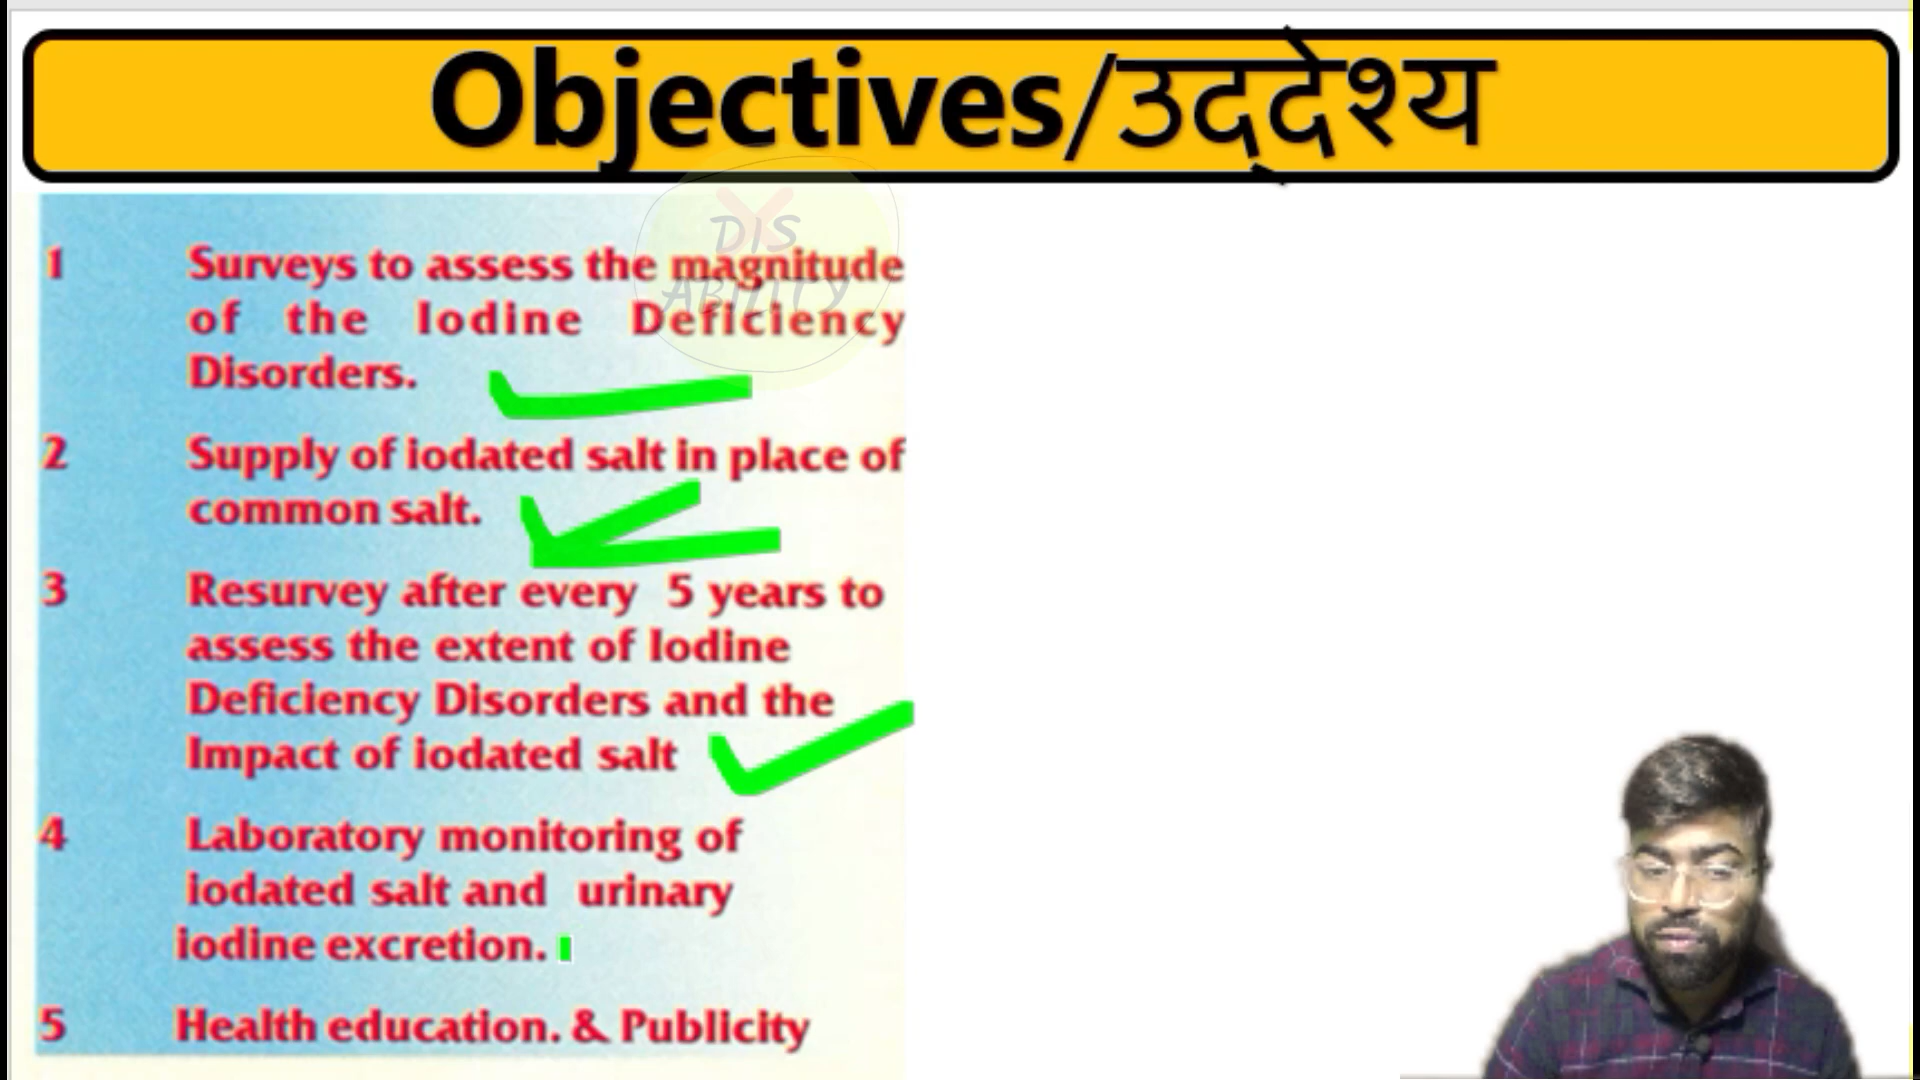 Objectives/उद्देश्य
DIS
ABILITY
1 Surveys to assess the magnitude
of the Iodine Deficiency
Disorders.
2 Supply of iodated salt in place of
common salt.
3 Resurvey after every 5 years to
assess the extent of Iodine
Deficiency Disorders and the
Impact of iodated salt
4 Laboratory monitoring of
iodated salt and urinary
iodine excretion.
5 Health education. & Publicity